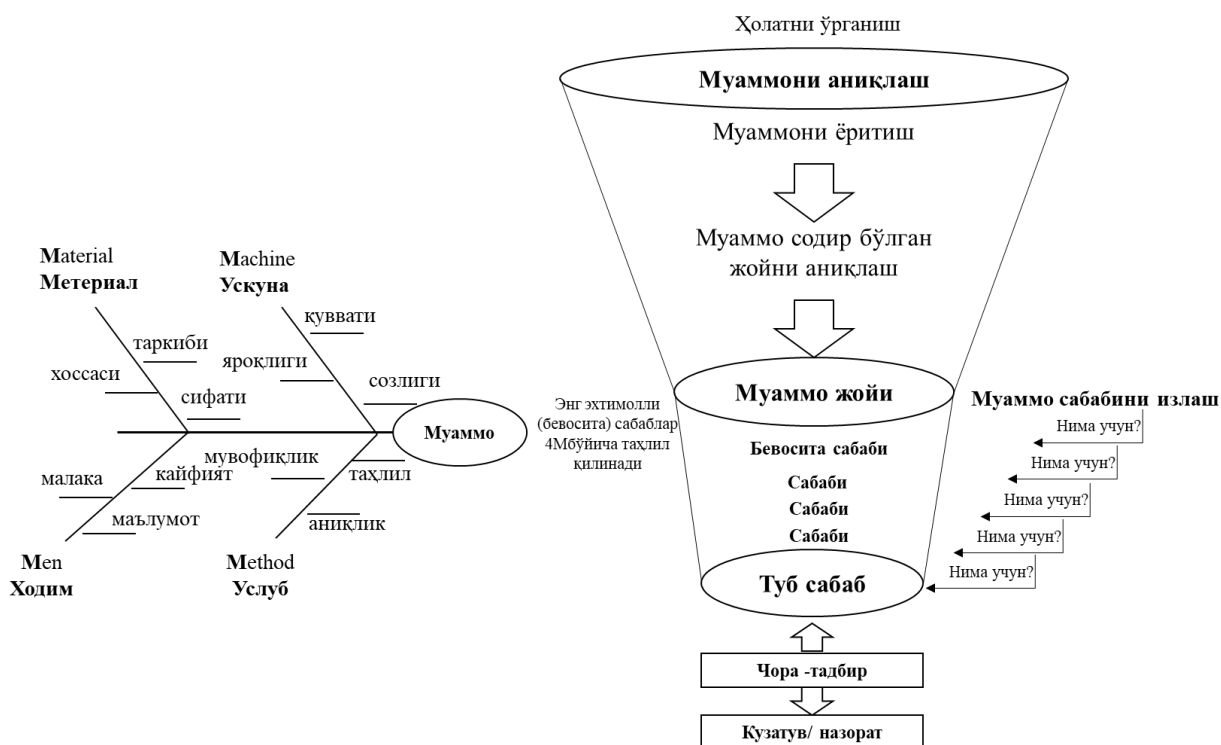 Ҳолатни ўрганиш
Муаммони аниқлаш
Муаммони ёритиш
Муаммо содир бўлган
жойни аниқлаш
Material
Метериал
Machine
Ускуна
қуввати
таркиби
яроқлиги
хоссаси
созлиги
сифати
Муаммо
мувофиқлик
малака
кайфият
таҳлил
маълумот
аниқлик
Men
Ходим
Method
Услуб
Энг эхтимолли
(бевосита) сабаблар
4Мбўйича таҳлил
қилинади
Муаммо жойи
Бевосита сабаби
Сабаби
Сабаби
Сабаби
Туб сабаб
Муаммо сабабини излаш
Нима учун?
Нима учун?
Нима учун?
Нима учун?
Нима учун?
Чора -тадбир
Кузатув/ назорат